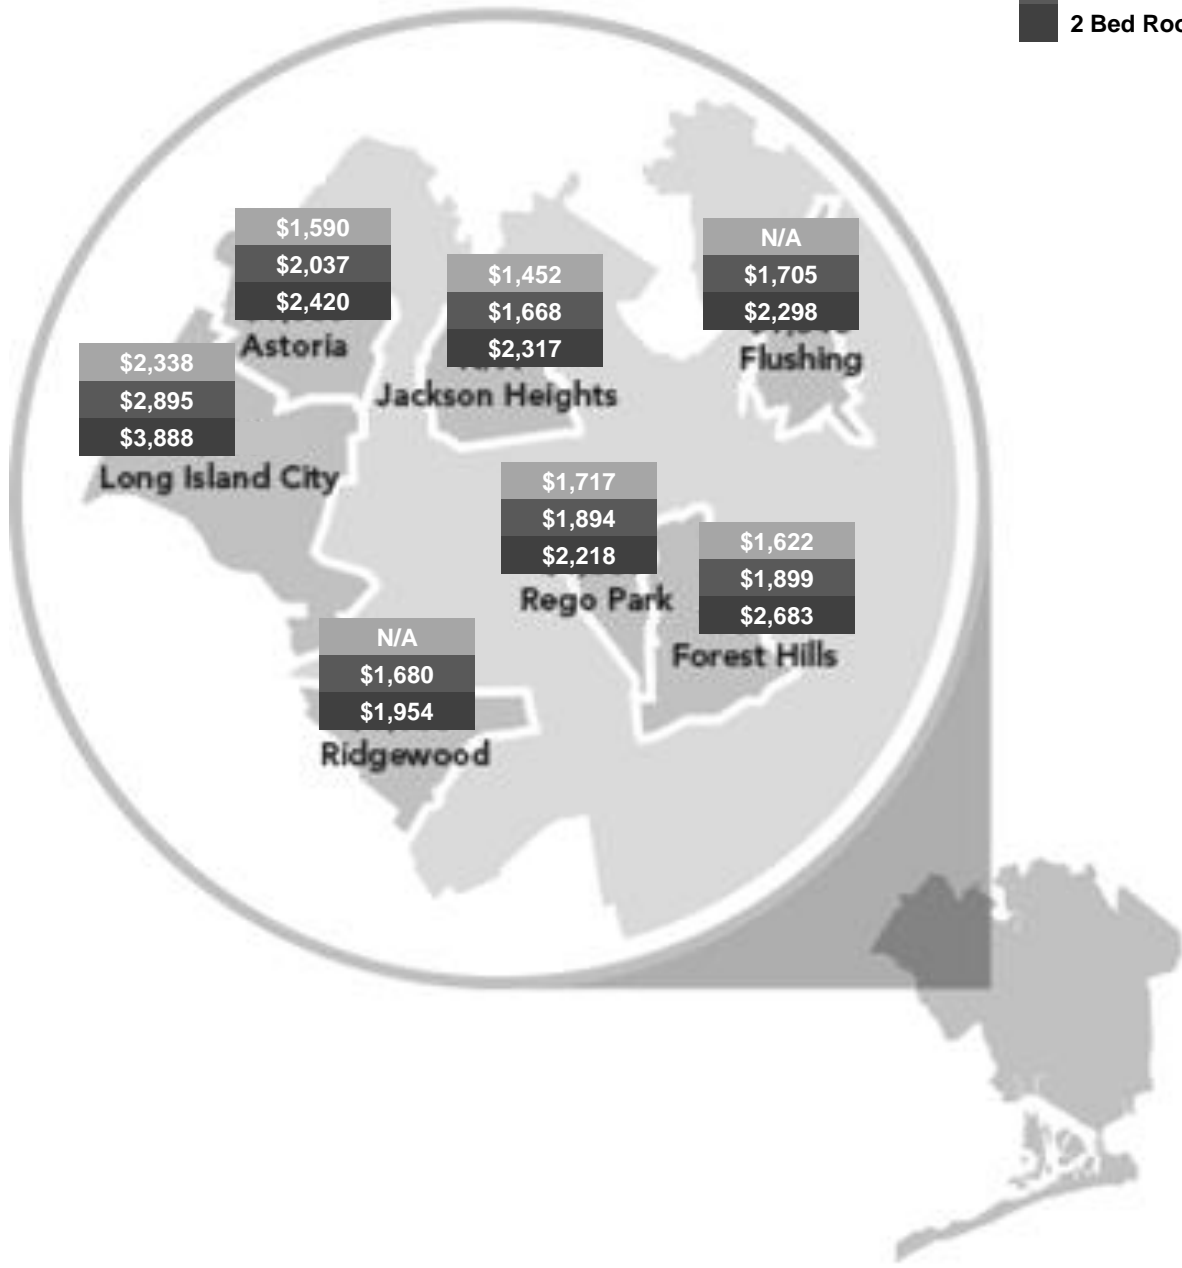 2 Bed
$1,590
$2,037
$2,420
Astoria
$1,452
$1,668
$2,317
Jackson Heights
N/A
$1,705
$2,298
Flushing
$2,338
$2,895
$3,888
Long Island City
$1,717
$1,894
$2,218
Rego Park
$1,622
$1,899
$2,683
Forest Hills
N/A
$1,680
$1,954
Ridgewood